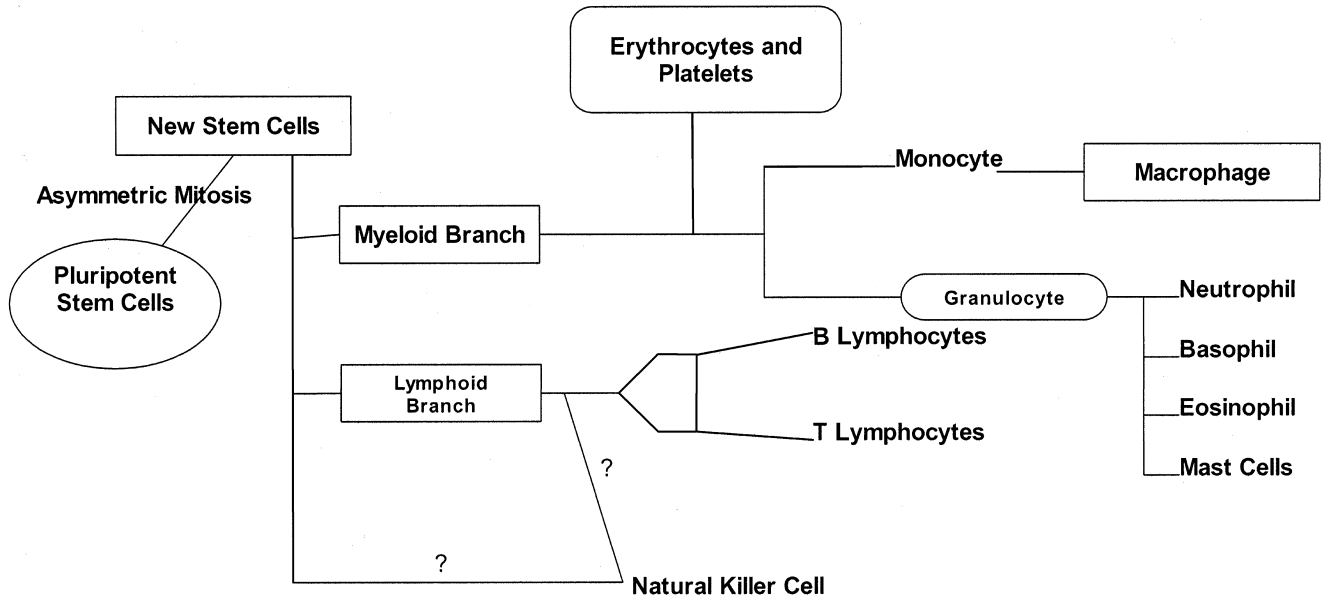 Erythrocytes and
Platelets
New Stem Cells
Monocyte
Macrophage
Asymmetric Mitosis
Myeloid Branch
Pluripotent
Stem Cells
Granulocyte
Neutrophil
B Lymphocytes
Basophil
Lymphoid
Branch
Eosinophil
T Lymphocytes
?
Mast Cells
?
Natural Killer Cell